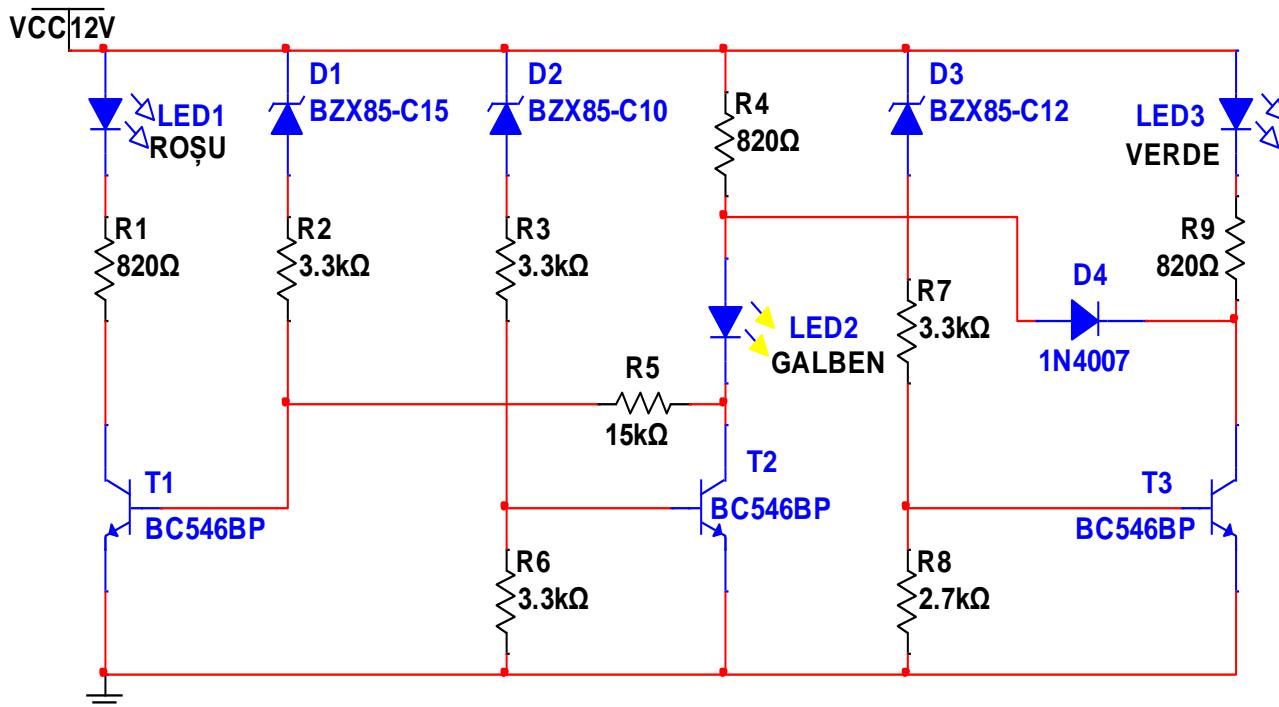 VCC 12V
LED1
ROȘU
D1
BZX85-C15
D2
BZX85-C10
R4
820Ω
D3
BZX85-C12
LED3
VERDE
R1
820Ω
R2
3.3kΩ
R3
3.3kΩ
R9
820Ω
D4
1N4007
R7
3.3kΩ
LED2
GALBEN
R5
15kΩ
T1
BC546BP
T2
BC546BP
T3
BC546BP
R6
3.3kΩ
R8
2.7kΩ